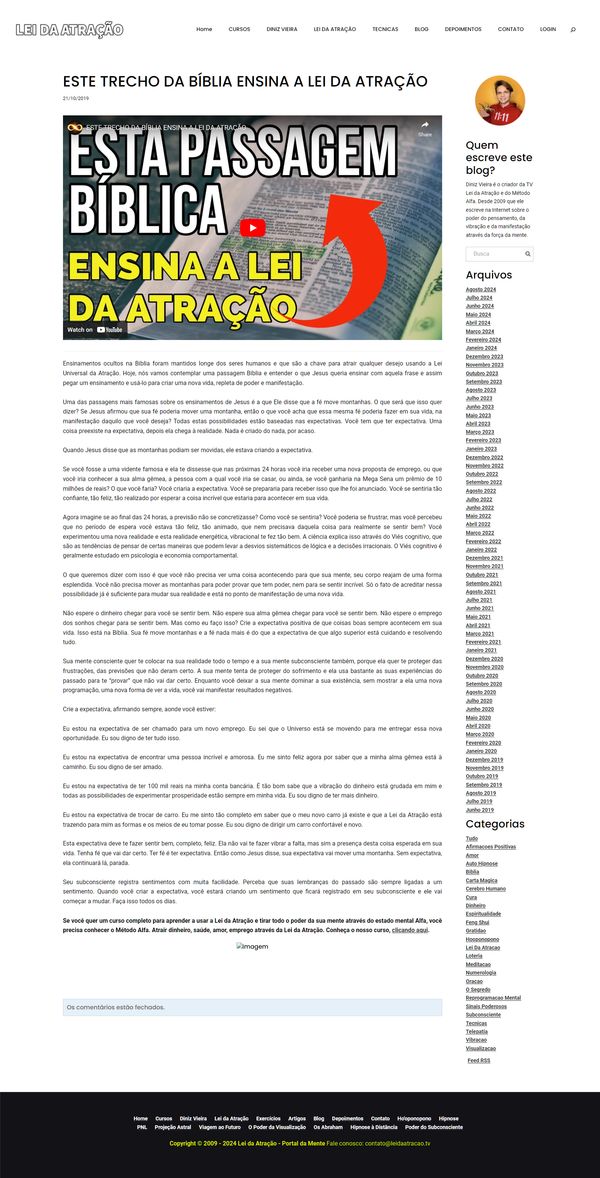 LEI DA ATRAÇÃO
Home CURSOS DINIZ VIEIRA LEI DA ATRAÇÃO TECNICAS BLOG DEPOIMENTOS CONTATO LOGIN
ESTE TRECHO DA BÍBLIA ENSINA A LEI DA ATRAÇÃO
21/10/2019
ESTE TRECHO DA BÍBLIA ENSINA A LEI DA ATRAÇÃO
Share
ESTA PASSAGEM
BÍBLICA
ENSINA A LEI
DA ATRAÇÃO
Watch on YouTube
Ensinamentos ocultos na Bíblia foram mantidos longe dos seres humanos e que são a chave para atrair qualquer desejo usando a Lei
Universal da Atração. Hoje, nós vamos contemplar uma passagem Bíblia e entender o que Jesus queria ensinar com aquela frase e assim
pegar um ensinamento e usá-lo para criar uma nova vida, repleta de poder e manifestação.
Uma das passagens mais famosas sobre os ensinamentos de Jesus é a que Ele disse que a fé move montanhas. O que será que isso quer
dizer? Se Jesus afirmou que sua fé poderia mover uma montanha, então o que você acha que essa mesma fé poderia fazer em sua vida, na
manifestação daquilo que você deseja? Todas estas possibilidades estão baseadas nas expectativas. Você tem que ter expectativa. Uma
coisa preexiste na expectativa, depois ela chega à realidade. Nada é criado do nada, por acaso.
Quando Jesus disse que as montanhas podiam ser movidas, ele estava criando a expectativa.
Se você fosse a uma vidente famosa e ela te dissesse que nas próximas 24 horas você iria receber uma nova proposta de emprego, ou que
você iria conhecer a sua alma gêmea, a pessoa com a qual você iria se casar, ou ainda, se você ganharia na Mega Sena um prêmio de 10
milhões de reais? O que você faria? Você criaria a expectativa. Você se prepararia para receber isso que lhe foi anunciado. Você se sentiria tão
confiante, tão feliz, tão realizado por esperar a coisa incrível que estaria para acontecer em sua vida.
Agora imagine se ao final das 24 horas, a previsão não se concretizasse? Como você se sentiria? Você poderia se frustrar, mas você percebeu
que no período de espera você estava tão feliz, tão animado, que nem precisava daquela coisa para realmente se sentir bem? Você
experimentou uma nova realidade e esta realidade energética, vibracional te fez tão bem. A ciência explica isso através do Viés cognitivo, que
são as tendências de pensar de certas maneiras que podem levar a desvios sistemáticos de lógica e a decisões irracionais. O Viés cognitivo é
geralmente estudado em psicologia e economia comportamental.
O que queremos dizer com isso é que você não precisa ver uma coisa acontecendo para que sua mente, seu corpo reajam de uma forma
esplendida. Você não precisa mover as montanhas para poder provar que tem poder, nem para se sentir incrível. Só o fato de acreditar nessa
possibilidade já é suficiente para mudar sua realidade e está no ponto de manifestação de uma nova vida.
Não espere o dinheiro chegar para você se sentir bem. Não espere sua alma gêmea chegar para você se sentir bem. Não espere o emprego
dos sonhos chegar para se sentir bem. Mas como eu faço isso? Crie a expectativa positiva de que coisas boas sempre acontecem em sua
vida. Isso está na Bíblia. Sua fé move montanhas e a fé nada mais é do que a expectativa de que algo superior está cuidando e resolvendo
tudo.
Sua mente consciente quer te colocar na sua realidade todo o tempo e a sua mente subconsciente também, porque ela quer te proteger das
frustrações, das previsões que não deram certo. A sua mente tenta de proteger do sofrimento e ela usa bastante as suas experiências do
passado para te "provar" que não vai dar certo. Enquanto você deixar a sua mente dominar a sua existência, sem mostrar a ela uma nova
programação, uma nova forma de ver a vida, você vai manifestar resultados negativos.
Crie a expectativa, afirmando sempre, aonde você estiver:
Eu estou na expectativa de ser chamado para um novo emprego. Eu sei que o Universo está se movendo para me entregar essa nova
oportunidade. Eu sou digno de ter tudo isso.
Eu estou na expectativa de encontrar uma pessoa incrível e amorosa. Eu me sinto feliz agora por saber que a minha alma gêmea está à
caminho. Eu sou digno de ser amado.
Eu estou na expectativa de ter 100 mil reais na minha conta bancária. É tão bom sabe que a vibração do dinheiro está grudada em mim e
todas as possibilidades de experimentar prosperidade estão sempre em minha vida. Eu sou digno de ter mais dinheiro.
Eu estou na expectativa de trocar de carro. Eu me sinto tão completo em saber que o meu novo carro já existe e que a Lei da Atração está
trazendo para mim as formas e os meios de eu tomar posse. Eu sou digno de dirigir um carro confortável e novo.
Esta expectativa deve te fazer sentir bem, completo, feliz. Ela não vai te fazer vibrar a falta, mas sim a presença desta coisa esperada em sua
vida. Tenha fé que vai dar certo. Ter fé é ter expectativa. Então como Jesus disse, sua expectativa vai mover uma montanha. Sem expectativa,
ela continuará lá, parada.
Seu subconsciente registra sentimentos com muita facilidade. Perceba que suas lembranças do passado são sempre ligadas a um
sentimento. Quando você criar a expectativa, você estará criando um sentimento que ficará registrado em seu subconsciente e ele vai
começar a mudar. Faça isso todos os dias.
Se você quer um curso completo para aprender a usar a Lei da Atração e tirar todo o poder da sua mente através do estado mental Alfa, você
precisa conhecer o Método Alfa. Atrair dinheiro, saúde, amor, emprego através da Lei da Atração. Conheça o nosso curso, clicando aqui.
Imagem
Os comentários estão fechados.
11:11
Quem
escreve este
blog?
Diniz Vieira é o criador da TV
Lei da Atração e do Método
Alfa. Desde 2009 que ele
escreve na Internet sobre o
poder do pensamento, da
vibração e da manifestação
através da força da mente.
Busca
Arquivos
Agosto 2024
Julho 2024
Junho 2024
Maio 2024
Abril 2024
Março 2024
Fevereiro 2024
Janeiro 2024
Dezembro 2023
Novembro 2023
Outubro 2023
Setembro 2023
Agosto 2023
Julho 2023
Junho 2023
Maio 2023
Abril 2023
Março 2023
Fevereiro 2023
Janeiro 2023
Dezembro 2022
Novembro 2022
Outubro 2022
Setembro 2022
Agosto 2022
Julho 2022
Junho 2022
Maio 2022
Abril 2022
Março 2022
Fevereiro 2022
Janeiro 2022
Dezembro 2021
Novembro 2021
Outubro 2021
Setembro 2021
Agosto 2021
Julho 2021
Junho 2021
Maio 2021
Abril 2021
Março 2021
Fevereiro 2021
Janeiro 2021
Dezembro 2020
Novembro 2020
Outubro 2020
Setembro 2020
Agosto 2020
Julho 2020
Junho 2020
Maio 2020
Abril 2020
Março 2020
Fevereiro 2020
Janeiro 2020
Dezembro 2019
Novembro 2019
Outubro 2019
Setembro 2019
Agosto 2019
Julho 2019
Junho 2019
Categorias
Tudo
Afirmacoes Positivas
Amor
Auto Hipnose
Biblia
Carta Magica
Cerebro Humano
Cura
Dinheiro
Espiritualidade
Feng Shui
Gratidao
Hooponopono
Lei Da Atracao
Loteria
Meditacao
Numerologia
Oracao
O Segredo
Reprogramacao Mental
Sinais Poderosos
Subconsciente
Tecnicas
Telepatia
Vibracao
Visualizacao
Feed RSS
Home Cursos Diniz Vieira Lei da Atração Exercícios Artigos Blog Depoimentos Contato Ho'oponopono Hipnose
PNL Projeção Astral Viagem ao Futuro O Poder da Visualização Os Abraham Hipnose à Distância Poder do Subconsciente
Copyright © 2009 - 2024 Lei da Atração - Portal da Mente Fale conosco: contato@leidaatracao.tv